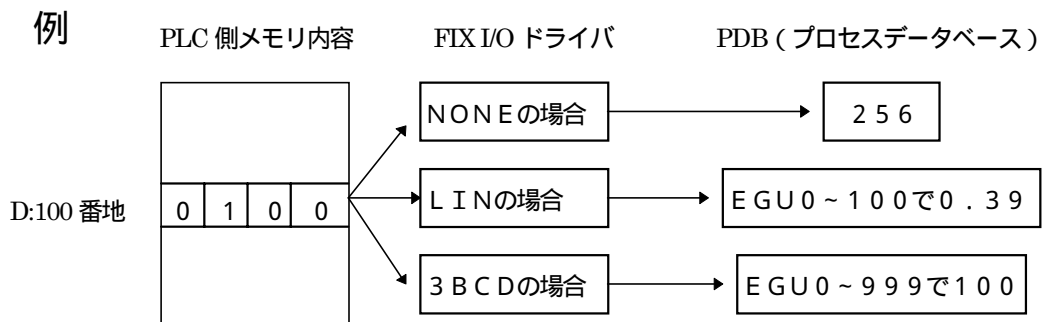 例
PLC 側メモリ内容 FIX I/O ドライバ PDB ( プロセスデータベース )
NONEの場合 256
D:100 番地 0 1 0 0 LINの場合 EGU0~100で0.39
3BCDの場合 EGU0~999で100